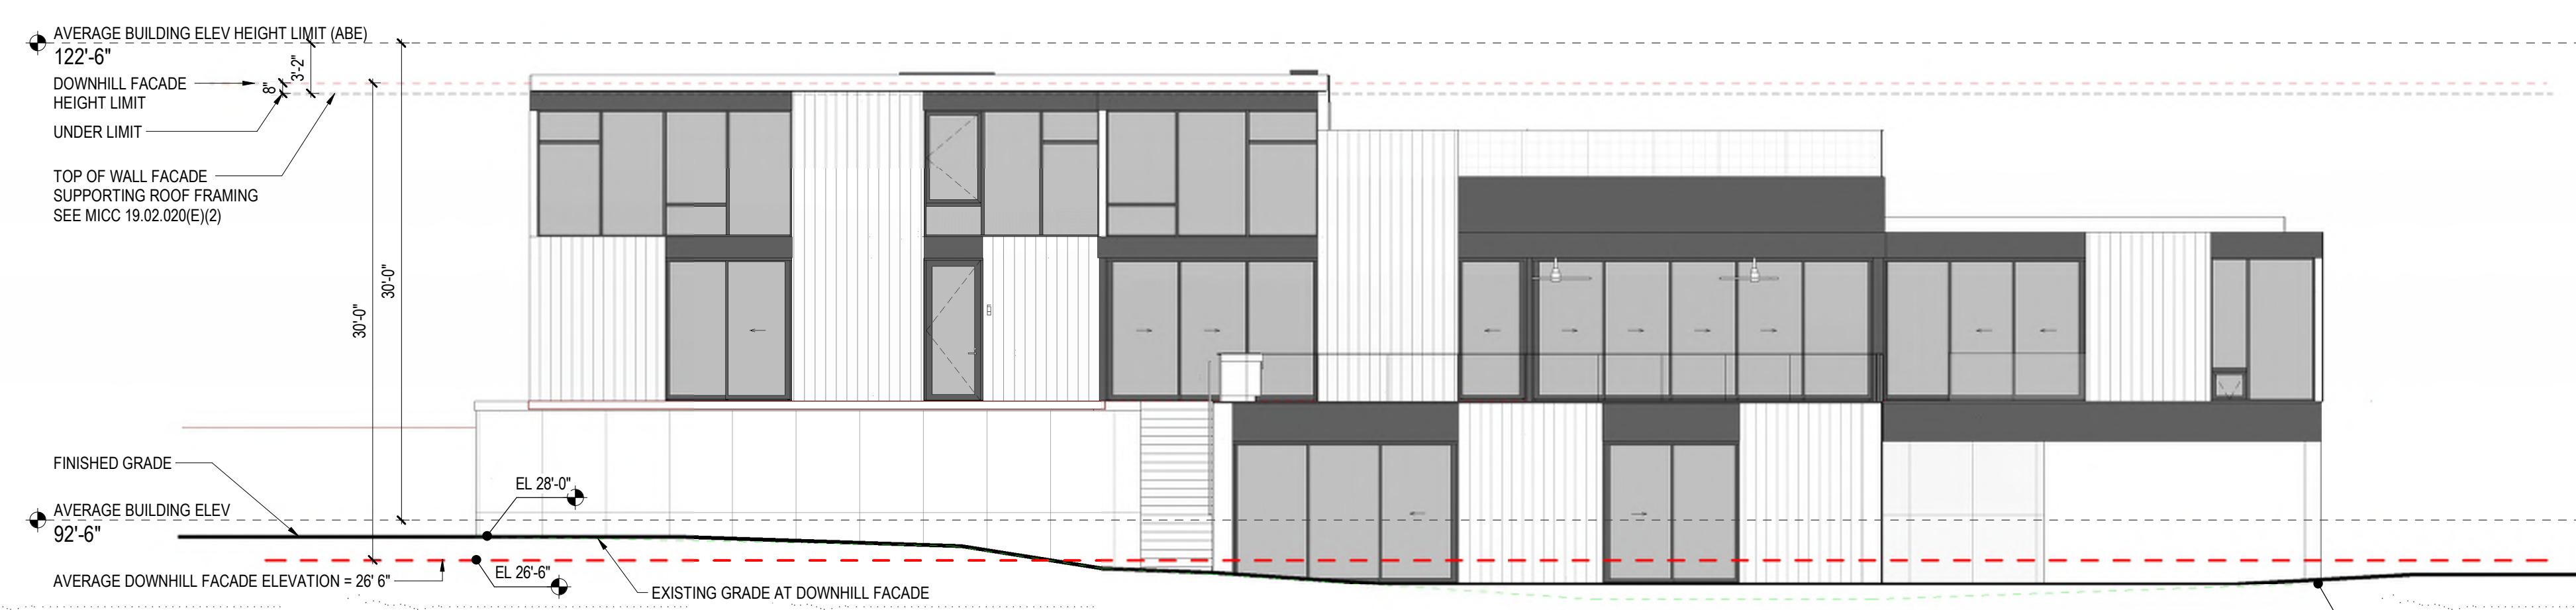 AVERAGE BUILDING ELEV HEIGHT LIMIT (ABE)
122'-6"
3'-2"
DOWNHILL FACADE
HEIGHT LIMIT
8"
UNDER LIMIT
TOP OF WALL FACADE
SUPPORTING ROOF FRAMING
SEE MICC 19.02.020(E)(2)
30'-0"
30'-0"
FINISHED GRADE
EL 28'-0"
AVERAGE BUILDING ELEV
92'-6"
EL 26'-6"
AVERAGE DOWNHILL FACADE ELEVATION = 26' 6"
EXISTING GRADE AT DOWNHILL FACADE